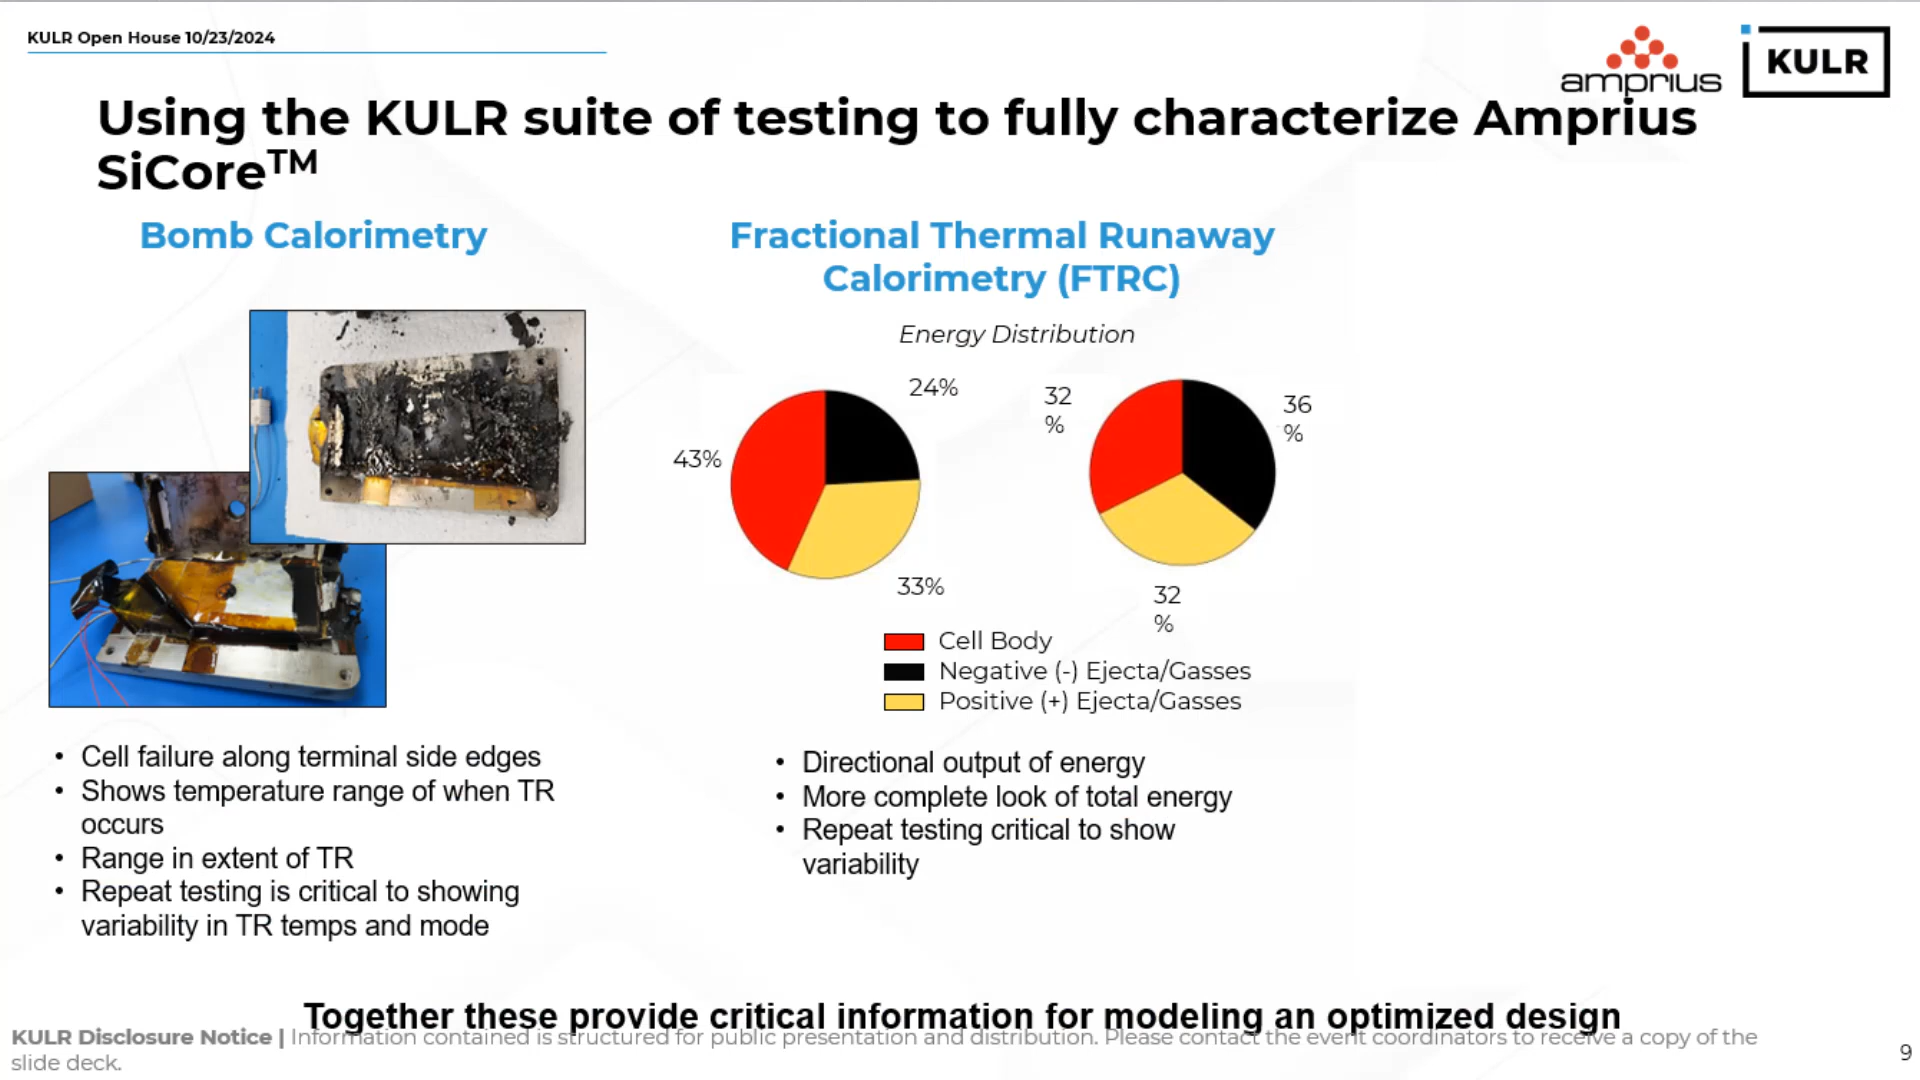 KULR Open House 10/23/2024
amprius
KULR
Using the KULR suite of testing to fully characterize Amprius
SiCore™
Bomb Calorimetry
Fractional Thermal Runaway
Calorimetry (FTRC)
Energy Distribution
24%
43%
33%
32
%
36
%
32
%
Cell Body
Negative (-) Ejecta/Gasses
Positive (+) Ejecta/Gasses
• Cell failure along terminal side edges
• Shows temperature range of when TR
occurs
• Range in extent of TR
• Repeat testing is critical to showing
variability in TR temps and mode
• Directional output of energy
• More complete look of total energy
• Repeat testing critical to show
variability
Together these provide critical information for modeling an optimized design
KULR Disclosure Notice | Information contained is structured for public presentation and distribution. Please contact the event coordinators to receive a copy of the
slide deck.
9